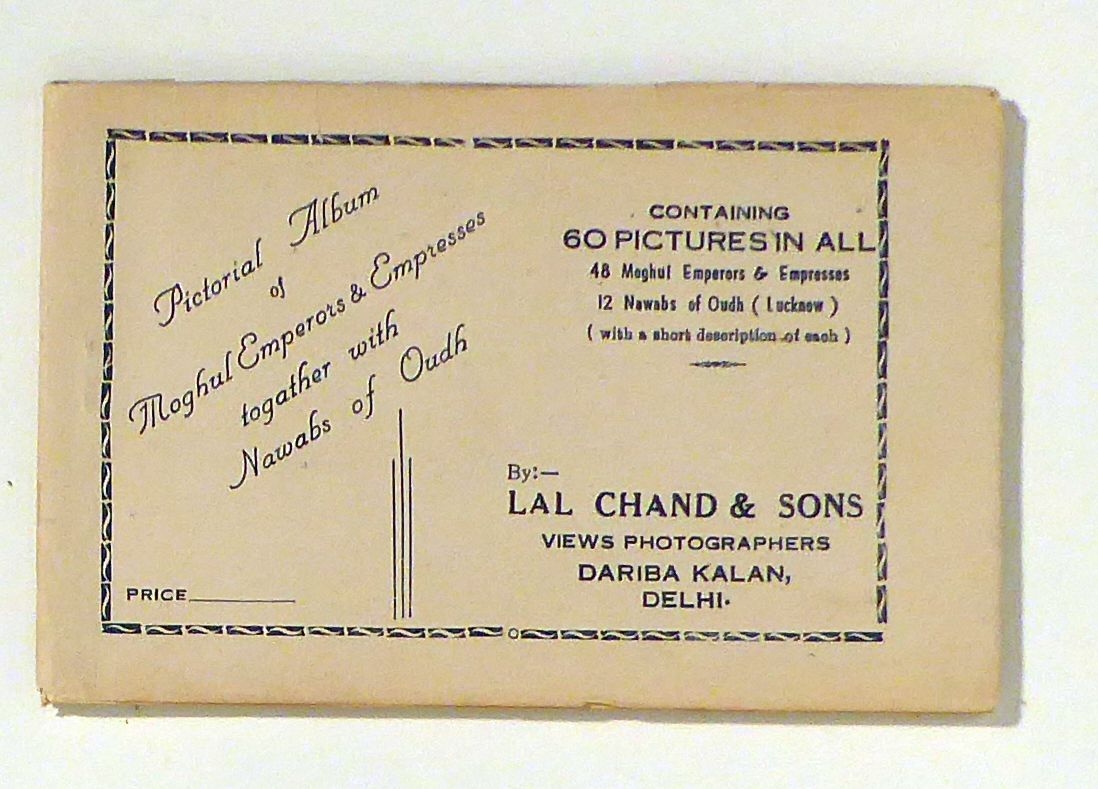 Pictorial Album
of
Moghul Emperors & Empresses
togather with
Nawabs of Oudh
PRICE
CONTAINING
60 PICTURES IN ALL
48 Moghul Emperors & Empresses
12 Nawabs of Oudh ( Lucknow )
( with a short description of each )
By:—
LAL CHAND & SONS
VIEWS PHOTOGRAPHERS
DARIBA KALAN,
DELHI.